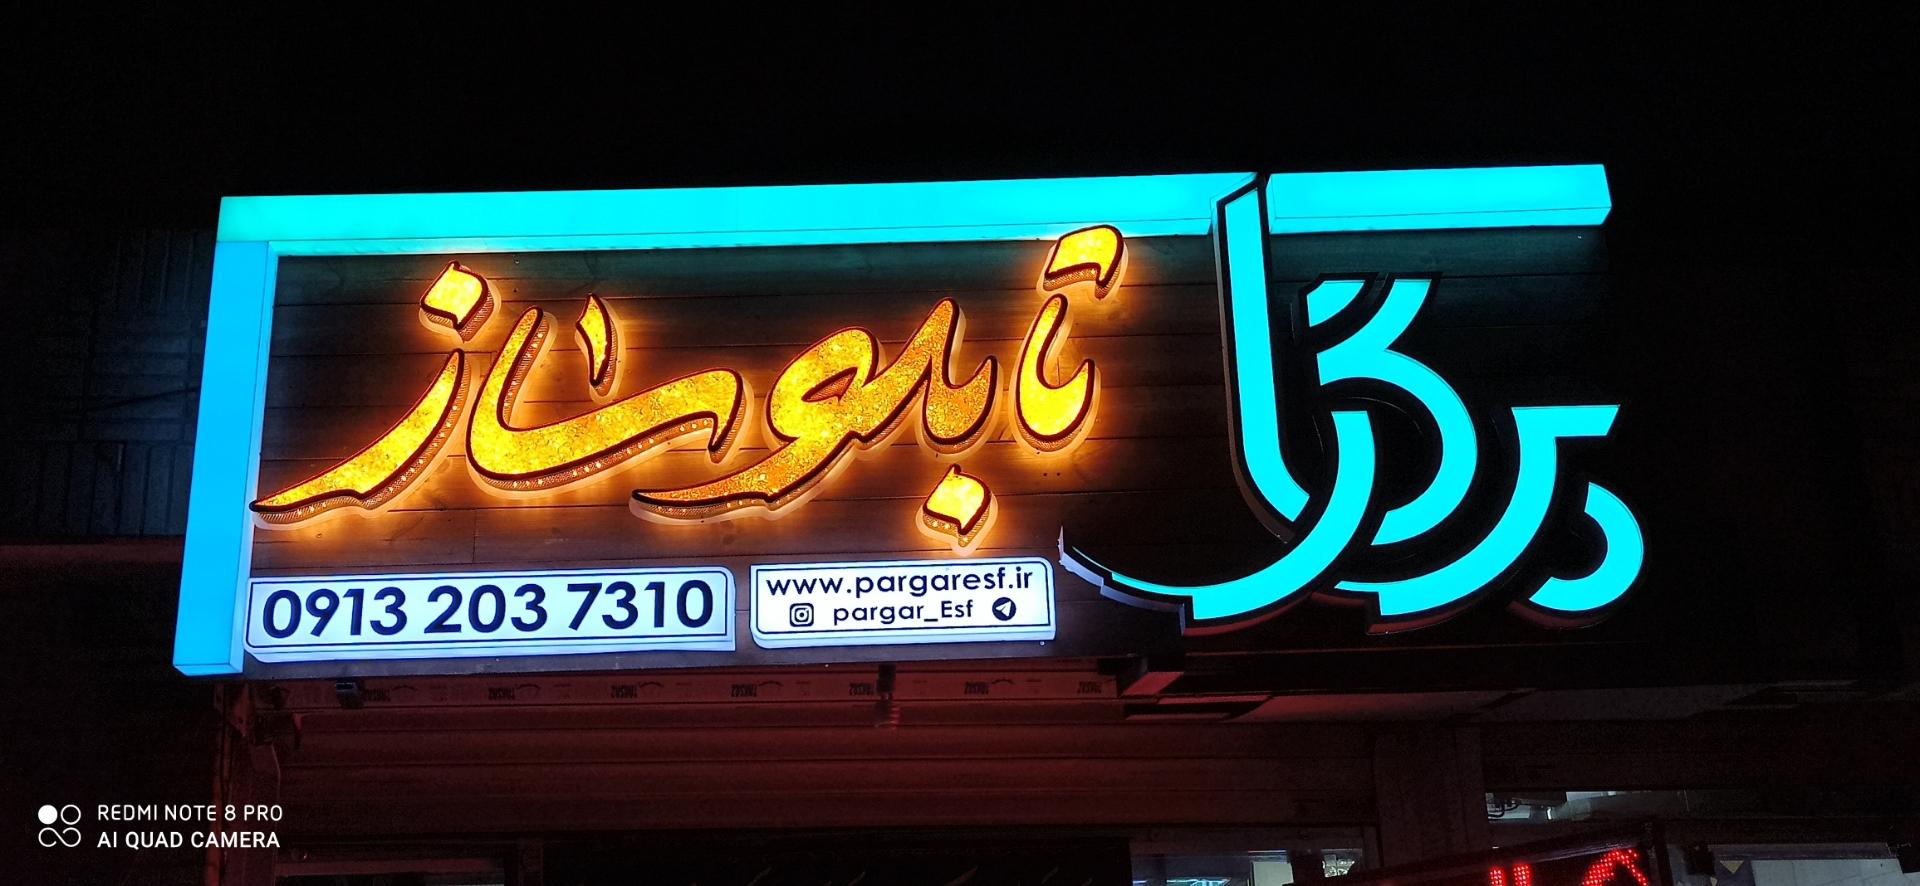 پرگار
تابلوساز
0913 203 7310
www.pargaresf.ir
pargar_Esf
REDMI NOTE 8 PRO
AI QUAD CAMERA